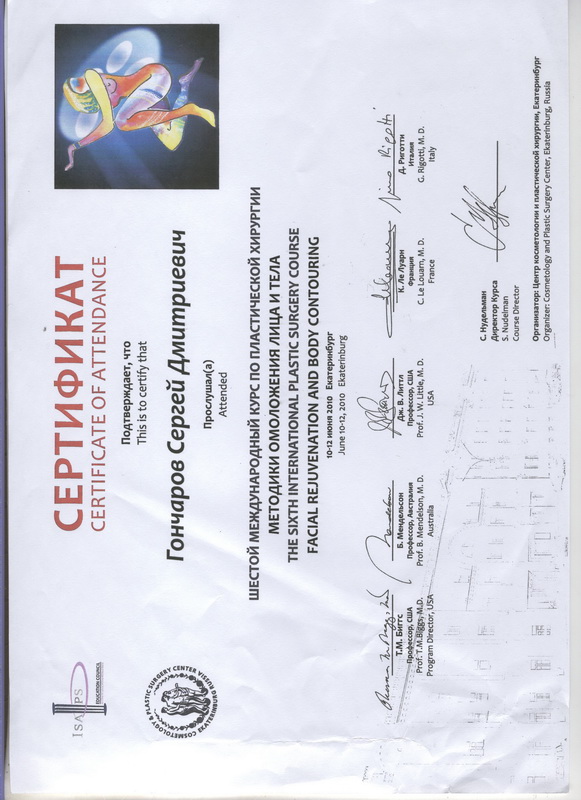 ISAPS
EDUCATION COUNCIL
COSMETOLOGY & PLASTIC SURGERY CENTER
EKATERINBURG
СЕРТИФИКАТ
CERTIFICATE OF ATTENDANCE
Подтверждает, что
This is to certify that
Гончаров Сергей Дмитриевич
Прослушал(а)
Attended
ШЕСТОЙ МЕЖДУНАРОДНЫЙ КУРС ПО ПЛАСТИЧЕСКОЙ ХИРУРГИИ
МЕТОДИКИ ОМОЛОЖЕНИЯ ЛИЦА И ТЕЛА
THE SIXTH INTERNATIONAL PLASTIC SURGERY COURSE
FACIAL REJUVENATION AND BODY CONTOURING
10-12 июня 2010 Екатеринбург
June 10-12, 2010 Ekaterinburg
Т.М. Биггс
Профессор, США
Prof. T.M.Biggs, M.D.
Program Director, USA
Б. Мендельсон
Профессор, Австралия
Prof. B. Mendelson, M. D.
Australia
Дж. В. Литтл
Профессор, США
Prof. J. W. Little, M. D.
USA
К. Ле Луарн
Франция
C. Le Louarn, M. D.
France
Д. Риготти
Италия
G. Rigotti, M. D.
Italy
С. Нудельман
Директор Курса
S. Nudelman
Course Director
Организатор: Центр косметологии и пластической хирургии, Екатеринбург
Organizer: Cosmetology and Plastic Surgery Center, Ekaterinburg, Russia